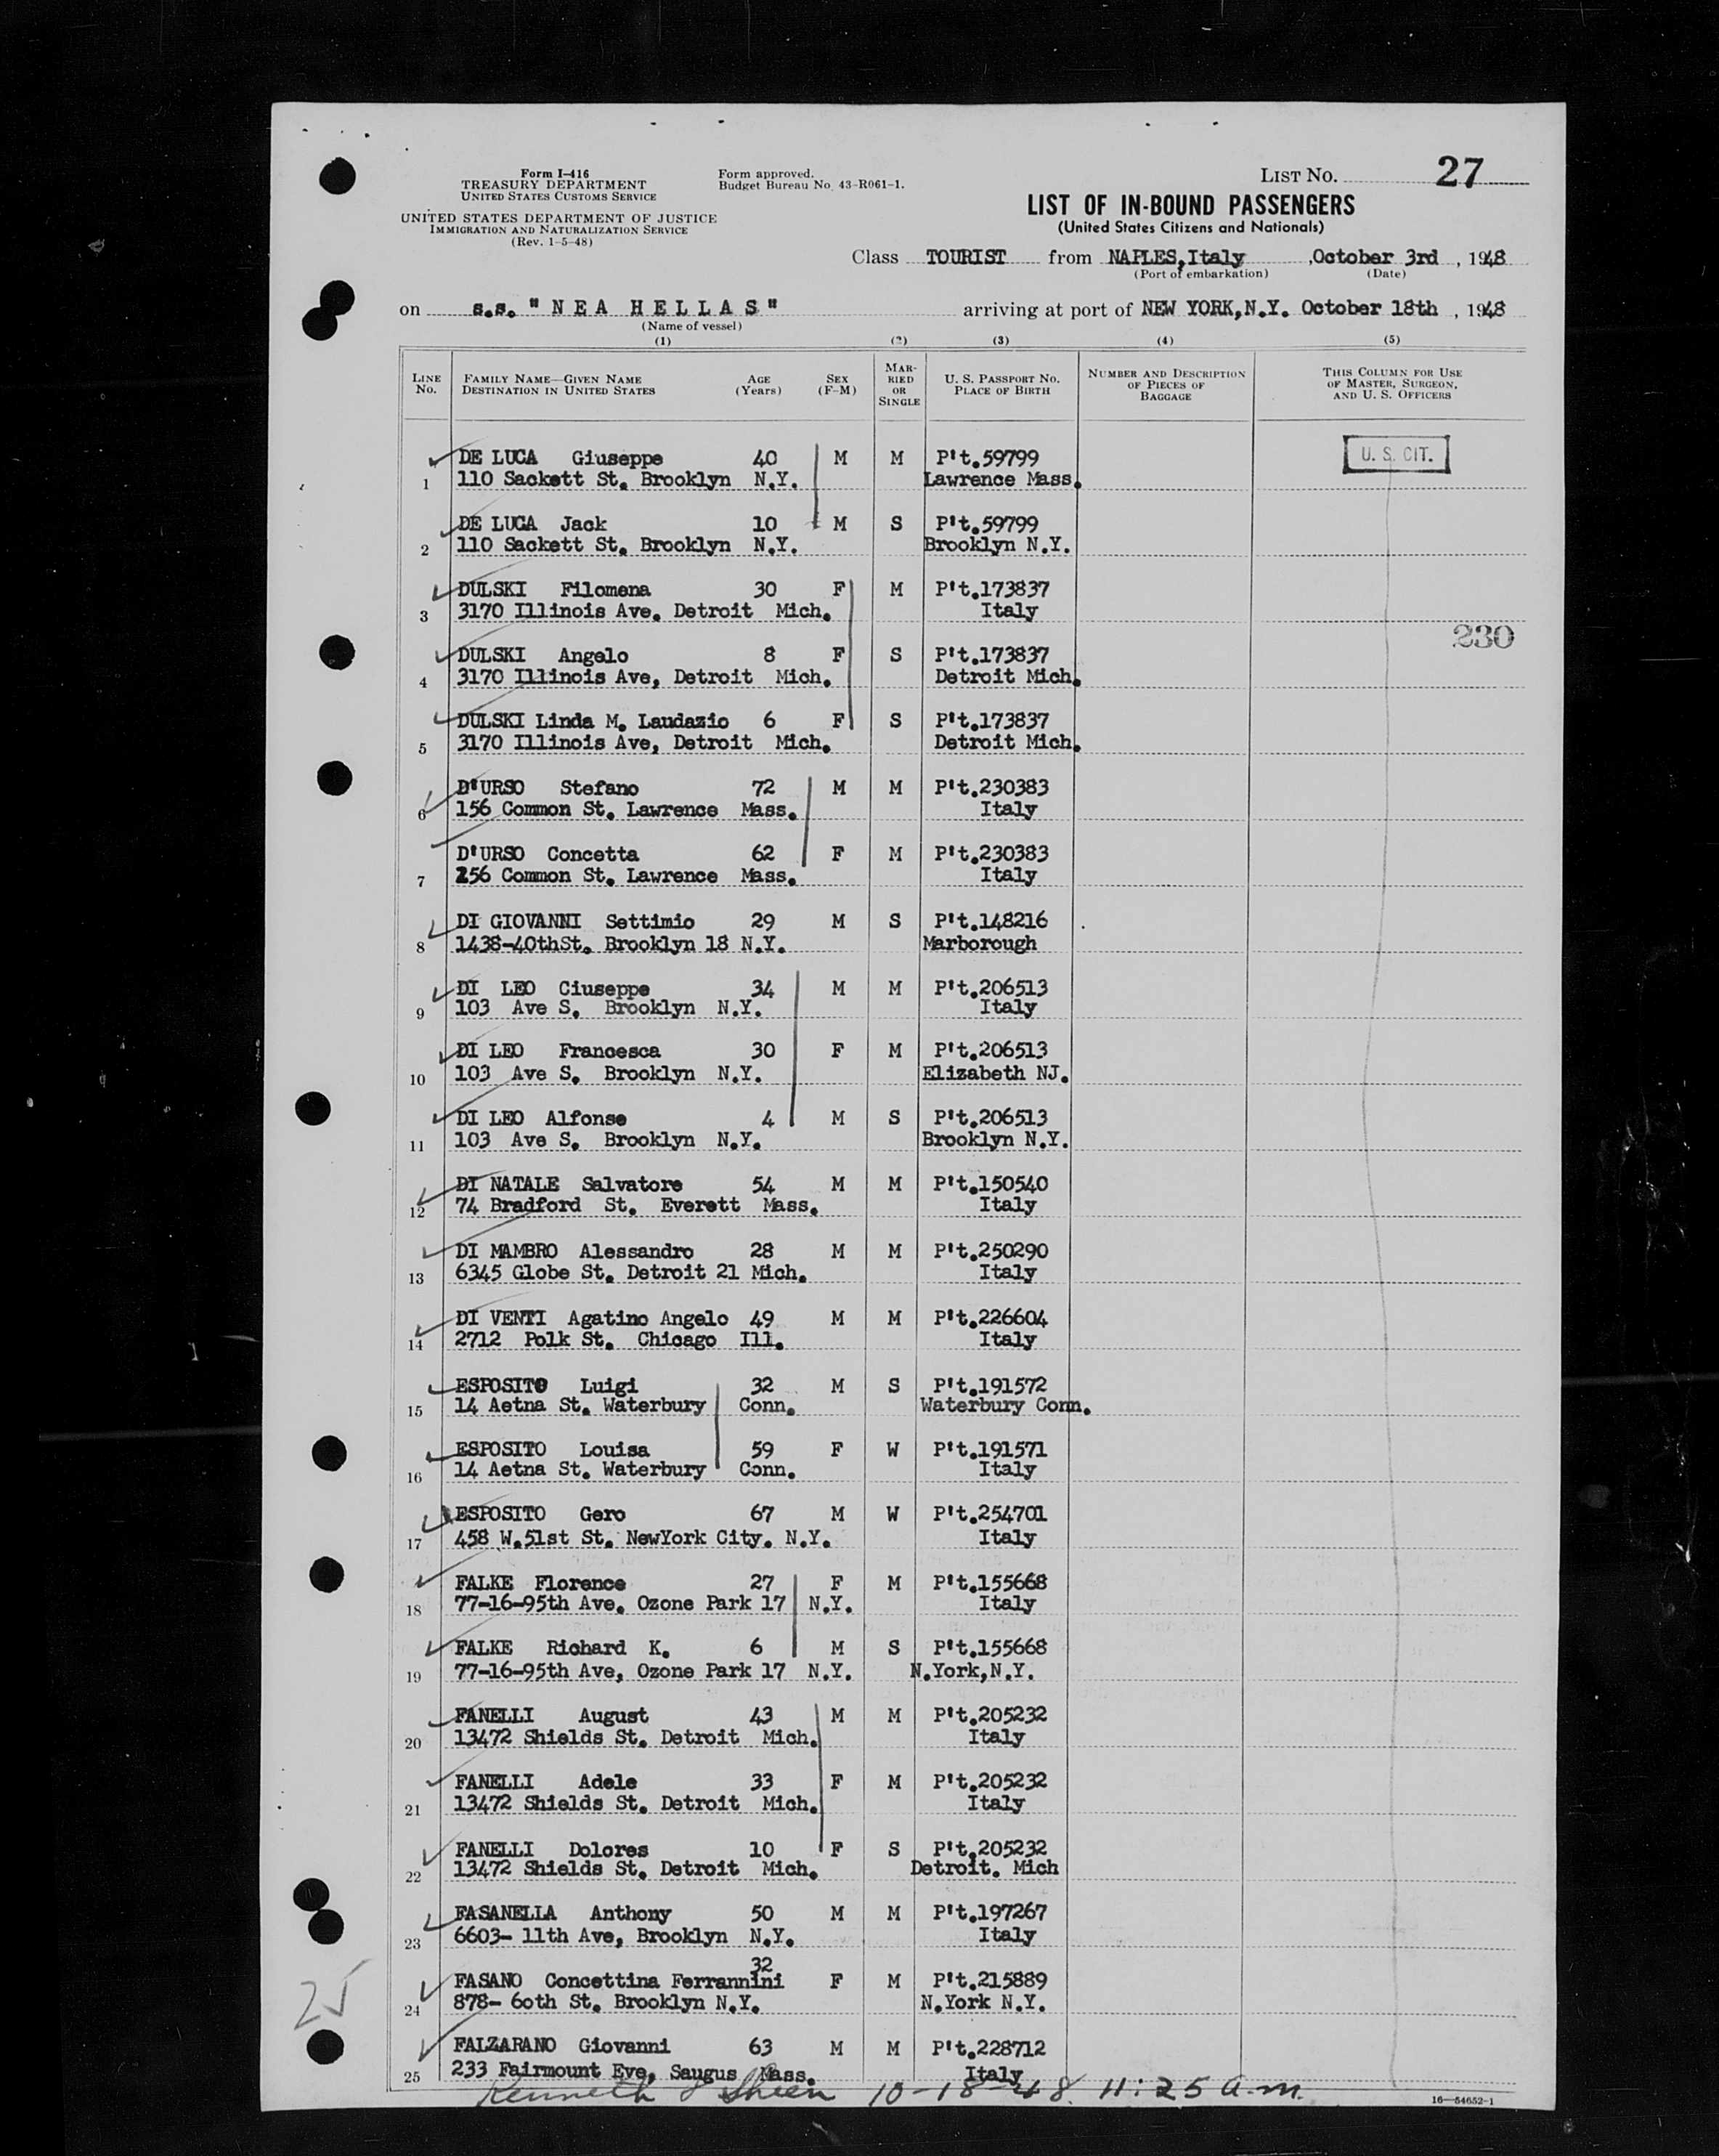 Form I-416
TREASURY DEPARTMENT
UNITED STATES CUSTOMS SERVICE
UNITED STATES DEPARTMENT OF JUSTICE
IMMIGRATION AND NATURALIZATION SERVICE
(Rev. 1-5-48)
Form approved.
Budget Bureau No. 43-R061-1.
LIST No. 27
LIST OF IN-BOUND PASSENGERS
(United States Citizens and Nationals)
Class TOURIST from NAPLES,Italy ,October 3rd , 1948
(Port of embarkation) (Date)
on s.s. "NEA HELLAS" arriving at port of NEW YORK,N.Y. October 18th , 1948
(Name of vessel)
(1) (2) (3) (4) (5)
LINE No. FAMILY NAME—GIVEN NAME DESTINATION IN UNITED STATES AGE (Years) SEX (F-M) MARRIED OR SINGLE U. S. PASSPORT No. PLACE OF BIRTH NUMBER AND DESCRIPTION OF PIECES OF BAGGAGE THIS COLUMN FOR USE OF MASTER, SURGEON, AND U. S. OFFICERS
DE LUCA Giuseppe 40 M M P't.59799 U. S. CIT.
1 110 Sackett St. Brooklyn N.Y. Lawrence Mass.
DE LUCA Jack 10 M S P't.59799
2 110 Sackett St. Brooklyn N.Y. Brooklyn N.Y.
DULSKI Filomena 30 F M P't.173837
3 3170 Illinois Ave. Detroit Mich. Italy
230
DULSKI Angelo 8 F S P't.173837
4 3170 Illinois Ave, Detroit Mich. Detroit Mich.
DULSKI Linda M. Laudazio 6 F S P't.173837
5 3170 Illinois Ave, Detroit Mich. Detroit Mich.
D'URSO Stefano 72 M M P't.230383
6 156 Common St. Lawrence Mass. Italy
D'URSO Concetta 62 F M P't.230383
7 156 Common St. Lawrence Mass. Italy
DI GIOVANNI Settimio 29 M S P't.148216
8 1438-40thSt. Brooklyn 18 N.Y. Marborough
DI LEO Ciuseppe 34 M M P't.206513
9 103 Ave S. Brooklyn N.Y. Italy
DI LEO Francesca 30 F M P't.206513
10 103 Ave S. Brooklyn N.Y. Elizabeth NJ.
DI LEO Alfonse 4 M S P't.206513
11 103 Ave S. Brooklyn N.Y. Brooklyn N.Y.
DI NATALE Salvatore 54 M M P't.150540
12 74 Bradford St. Everett Mass. Italy
DI MAMBRO Alessandro 28 M M P't.250290
13 6345 Globe St. Detroit 21 Mich. Italy
DI VENTI Agatino Angelo 49 M M P't.226604
14 2712 Polk St. Chicago Ill. Italy
ESPOSITO Luigi 32 M S P't.191572
15 14 Aetna St. Waterbury Conn. Waterbury Conn.
ESPOSITO Louisa 59 F W P't.191571
16 14 Aetna St. Waterbury Conn. Italy
ESPOSITO Gero 67 M W P't.254701
17 458 W.51st St. NewYork City. N.Y. Italy
FALKE Florence 27 F M P't.155668
18 77-16-95th Ave. Ozone Park 17 N.Y. Italy
FALKE Richard K. 6 M S P't.155668
19 77-16-95th Ave, Ozone Park 17 N.Y. N.York,N.Y.
FANELLI August 43 M M P't.205232
20 13472 Shields St. Detroit Mich. Italy
FANELLI Adele 33 F M P't.205232
21 13472 Shields St. Detroit Mich. Italy
FANELLI Dolores 10 F S P't.205232
22 13472 Shields St. Detroit Mich. Detroit. Mich
FASANELLA Anthony 50 M M P't.197267
23 6603- 11th Ave, Brooklyn N.Y. Italy
32
FASANO Concettina Ferrannini F M P't.215889
25
24 878- 60th St. Brooklyn N.Y. N.York N.Y.
FALZARANO Giovanni 63 M M P't.228712
25 233 Fairmount Eve, Saugus Mass. Italy
Kenneth Sheen 10-18-48. 11:25 a.m.
16—54652-1